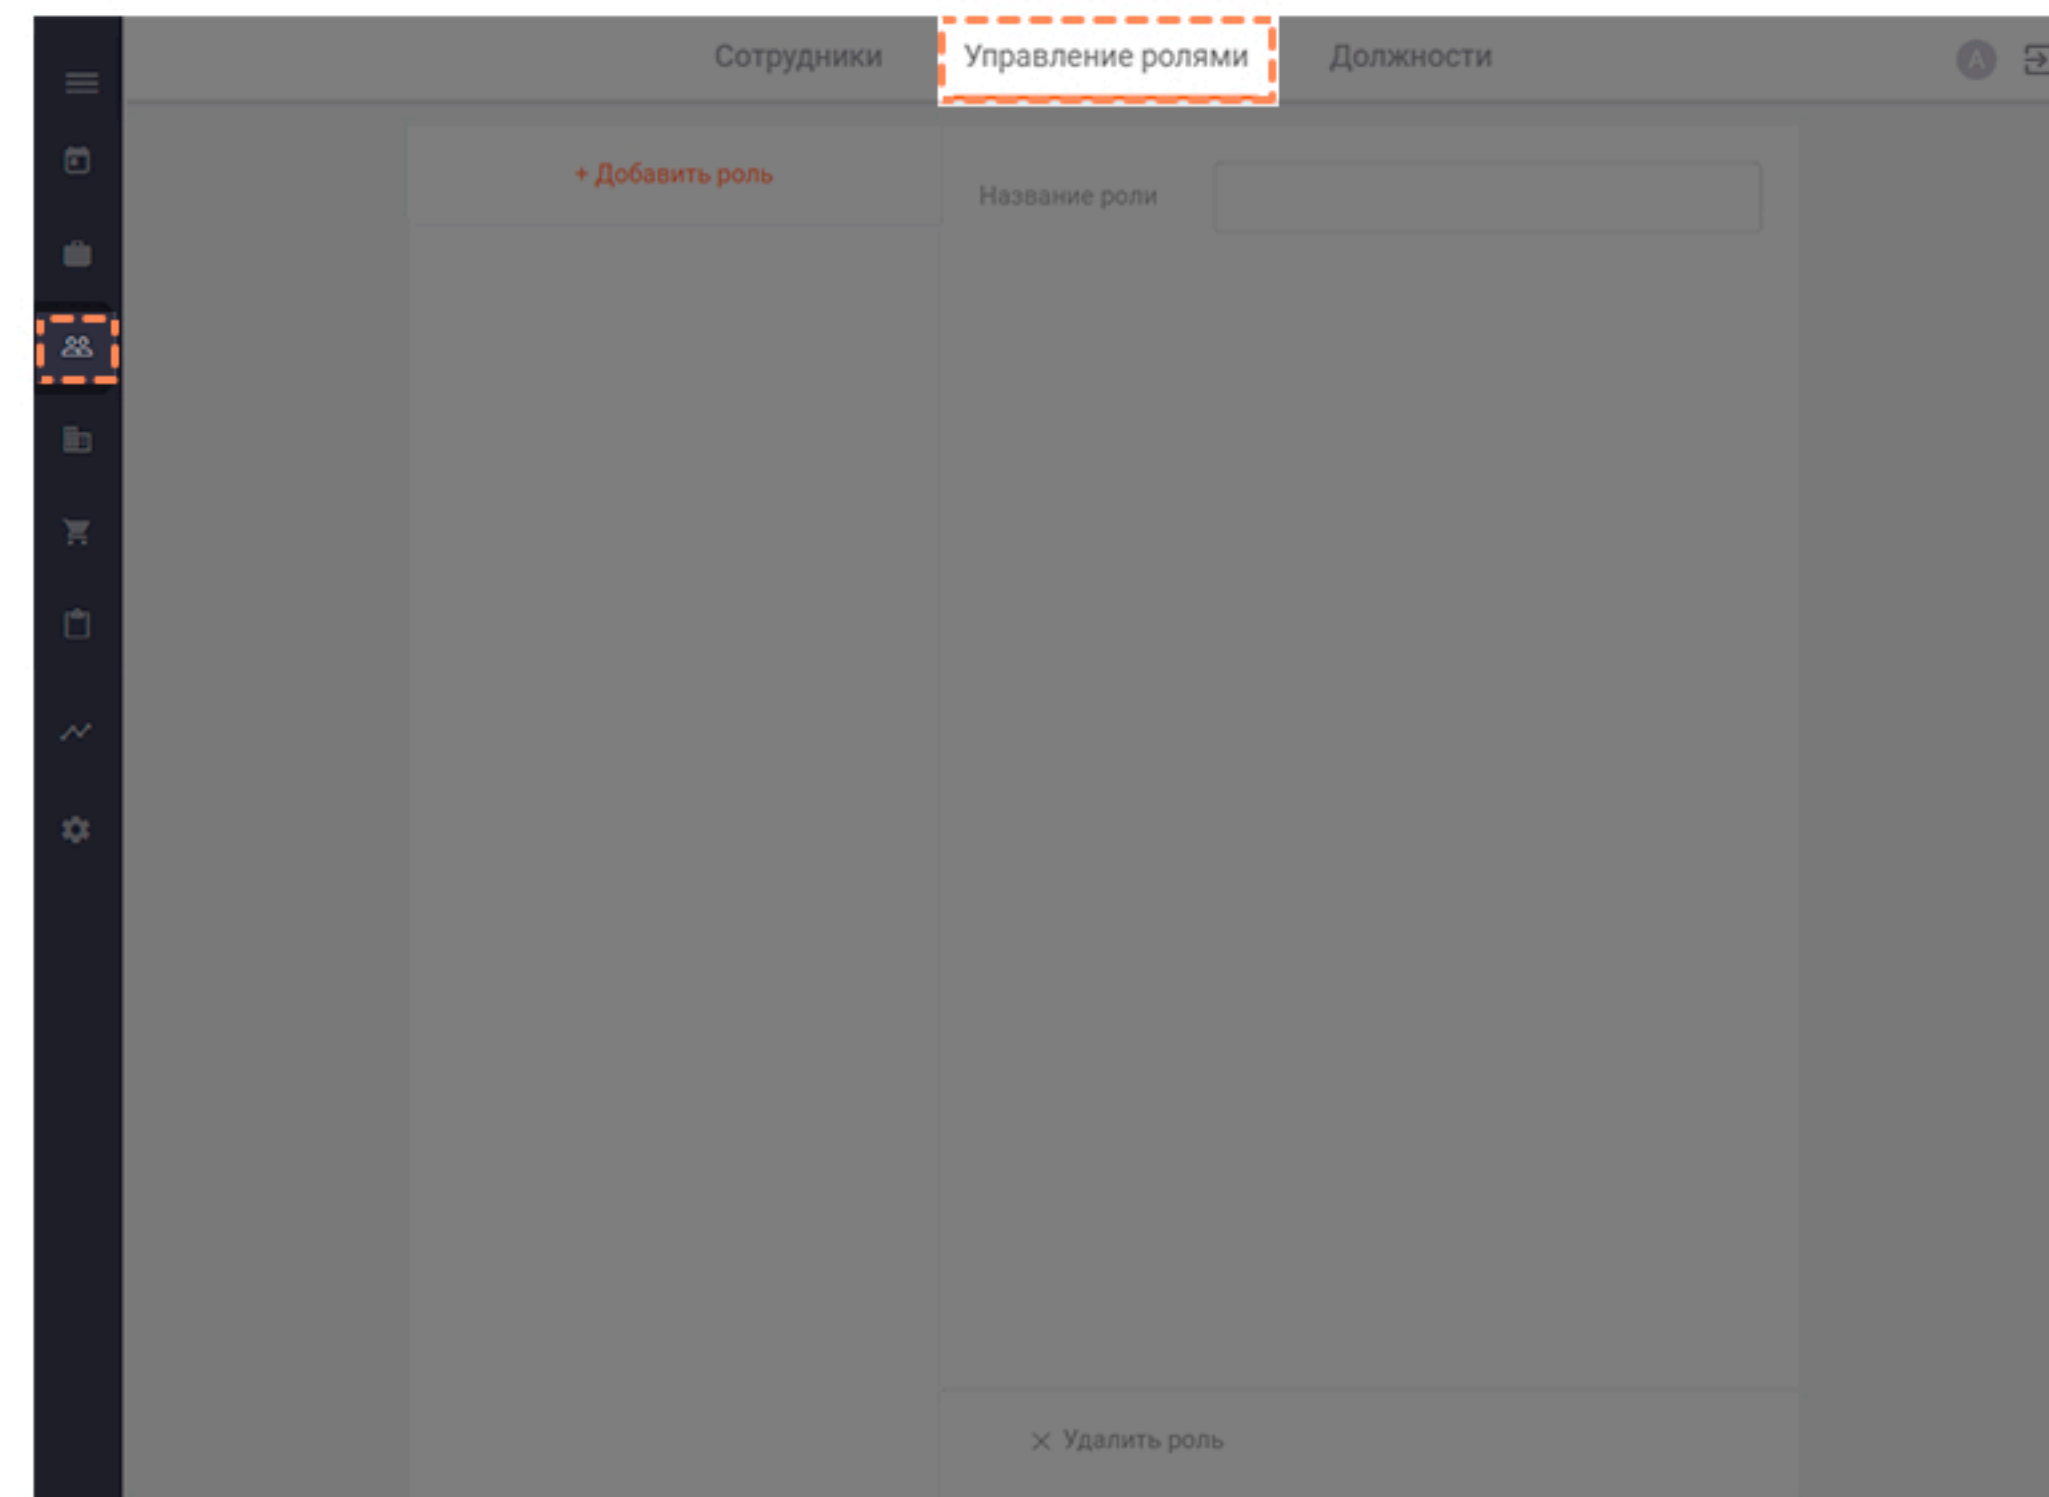 Сотрудники Управление ролями Должности A
+ Добавить роль
Название роли
× Удалить роль